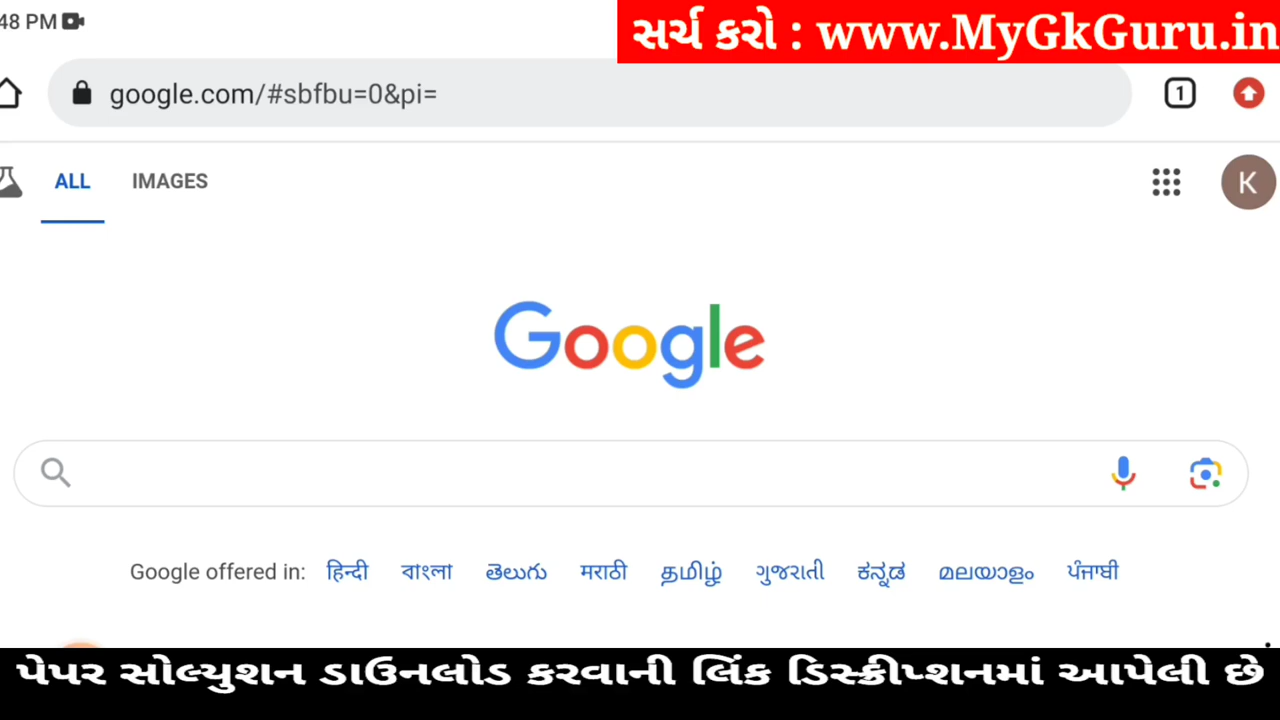 48 PM
સર્ચ કરો : www.MyGkGuru.in
google.com/#sbfbu=0&pi=
1
ALL IMAGES
K
Google
Google offered in: हिन्दी বাংলা తెలుగు मराठी தமிழ் ગુજરાતી ಕನ್ನಡ മലയാളം ਪੰਜਾਬੀ
પેપર સોલ્યુશન ડાઉનલોડ કરવાની લિંક ડિસ્ક્રીપ્શનમાં આપેલી છે